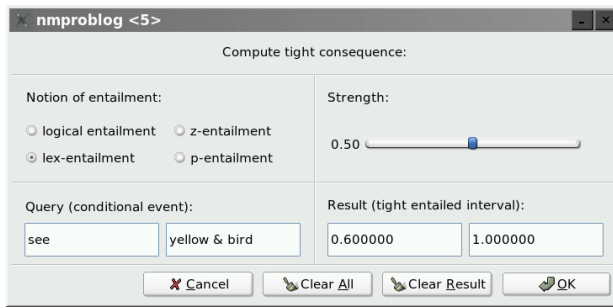 nmproblog <5>
Compute tight consequence:
Notion of entailment:
logical entailment z-entailment
lex-entailment p-entailment
Strength:
0.50
Query (conditional event):
see yellow & bird
Result (tight entailed interval):
0.600000 1.000000
Cancel Clear All Clear Result OK